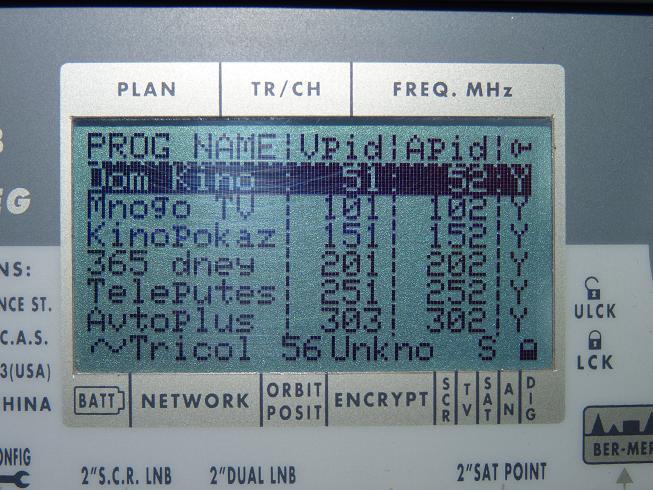 PLAN TR/CH FREQ. MHz
PROG NAME|VPid|APid|
Dom Kino 51 52 Y
Mnogo TV 101 102 Y
KinoPokaz 151 152 Y
365 dney 201 202 Y
TelePutes 251 252 Y
AvtoPlus 303 302 Y
~Tricol 56 Unkno S
BATT NETWORK ORBIT POSIT ENCRYPT SCR TV SAT AN DIG
EG
NS:
NCE ST.
C.A.S.
3(USA)
CHINA
ONFIG
ULCK
LCK
BER-MER
2"S.C.R. LNB 2"DUAL LNB 2"SAT POINT